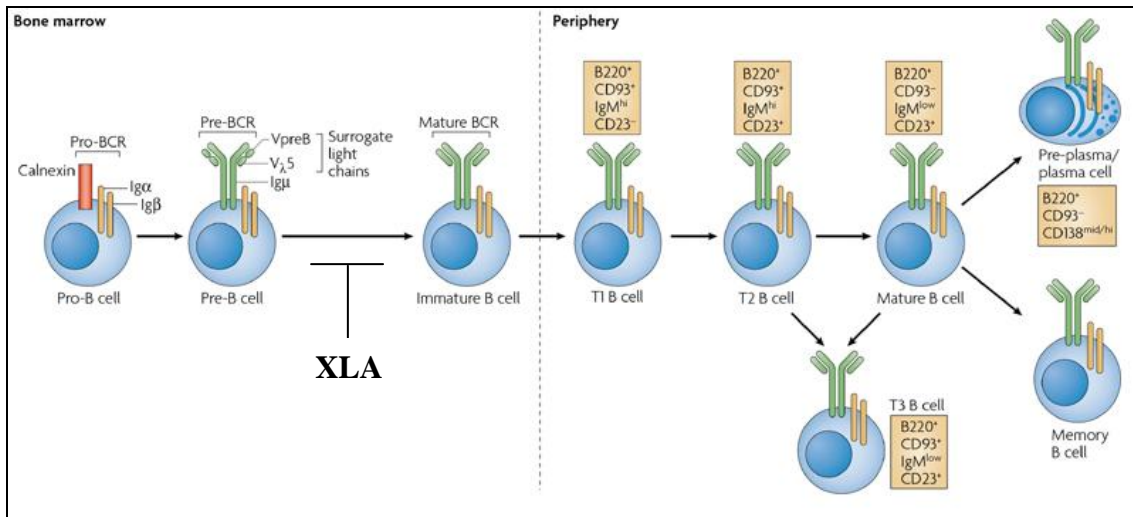 Bone marrow
Periphery
Pro-BCR
Calnexin
Igα
Igβ
Pro-B cell
Pre-BCR
VpreB
Vλ5
Igμ
Surrogate
light
chains
Pre-B cell
XLA
Mature BCR
Immature B cell
B220⁺
CD93⁺
IgMʰⁱ
CD23⁻
T1 B cell
B220⁺
CD93⁺
IgMʰⁱ
CD23⁺
T2 B cell
B220⁺
CD93⁻
IgMˡᵒʷ
CD23⁺
Mature B cell
T3 B cell
B220⁺
CD93⁺
IgMˡᵒʷ
CD23⁺
Pre-plasma/
plasma cell
B220⁺
CD93⁻
CD138ᵐⁱᵈ/ʰⁱ
Memory
B cell